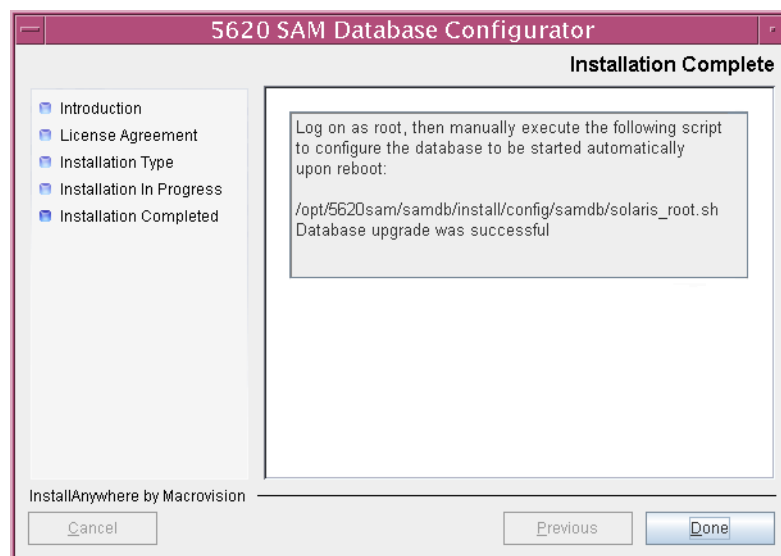 5620 SAM Database Configurator
Installation Complete
Introduction
License Agreement
Installation Type
Installation In Progress
Installation Completed
Log on as root, then manually execute the following script
to configure the database to be started automatically
upon reboot:
/opt/5620sam/samdb/install/config/samdb/solaris_root.sh
Database upgrade was successful
InstallAnywhere by Macrovision
Cancel
Previous
Done